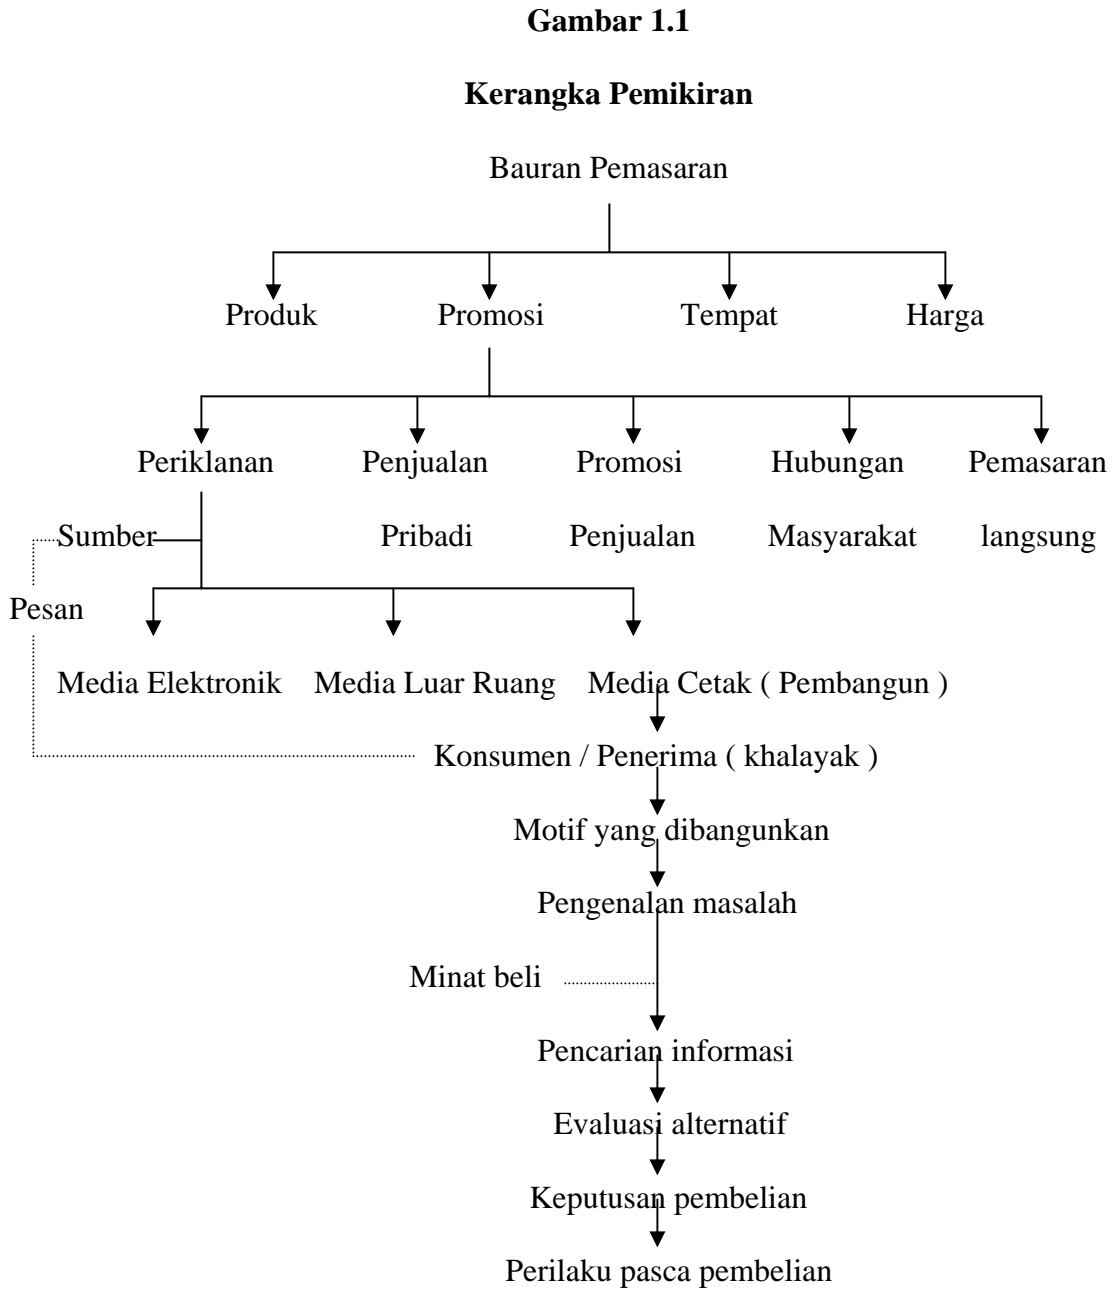 Gambar 1.1
Kerangka Pemikiran
Bauran Pemasaran
Produk Promosi Tempat Harga
Periklanan Penjualan Promosi Hubungan Pemasaran
Sumber Pribadi Penjualan Masyarakat langsung
Pesan
Media Elektronik Media Luar Ruang Media Cetak ( Pembangun )
Konsumen / Penerima ( khalayak )
Motif yang dibangunkan
Pengenalan masalah
Minat beli
Pencarian informasi
Evaluasi alternatif
Keputusan pembelian
Perilaku pasca pembelian